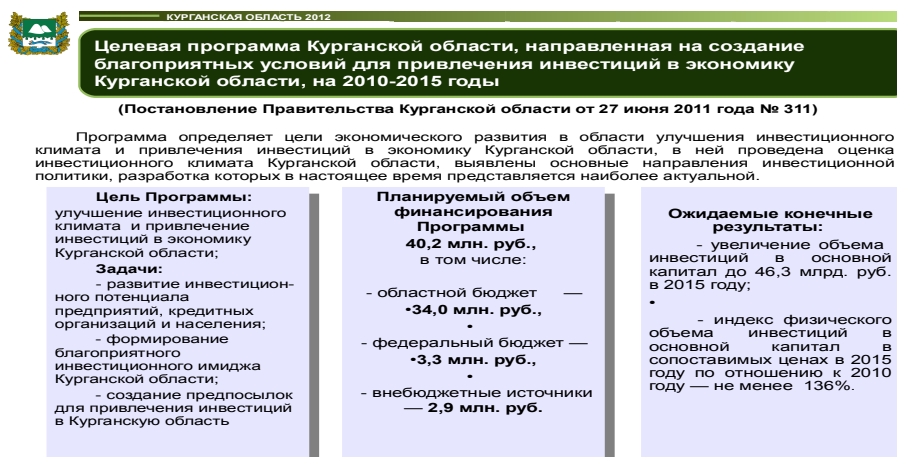 КУРГАНСКАЯ ОБЛАСТЬ 2012
Целевая программа Курганской области, направленная на создание
благоприятных условий для привлечения инвестиций в экономику
Курганской области, на 2010-2015 годы
(Постановление Правительства Курганской области от 27 июня 2011 года № 311)
Программа определяет цели экономического развития в области улучшения инвестиционного
климата и привлечения инвестиций в экономику Курганской области, в ней проведена оценка
инвестиционного климата Курганской области, выявлены основные направления инвестиционной
политики, разработка которых в настоящее время представляется наиболее актуальной.
Цель Программы:
улучшение инвестиционного
климата и привлечение
инвестиций в экономику
Курганской области;
Задачи:
- развитие инвестицион-
ного потенциала
предприятий, кредитных
организаций и населения;
- формирование
благоприятного
инвестиционного имиджа
Курганской области;
- создание предпосылок
для привлечения инвестиций
в Курганскую область
Планируемый объем
финансирования
Программы
40,2 млн. руб.,
в том числе:
- областной бюджет —
•34,0 млн. руб.,
•
- федеральный бюджет —
•3,3 млн. руб.,
•
- внебюджетные источники
— 2,9 млн. руб.
Ожидаемые конечные
результаты:
- увеличение объема
инвестиций в основной
капитал до 46,3 млрд. руб.
в 2015 году;
•
- индекс физического
объема инвестиций в
основной капитал в
сопоставимых ценах в 2015
году по отношению к 2010
году — не менее 136%.